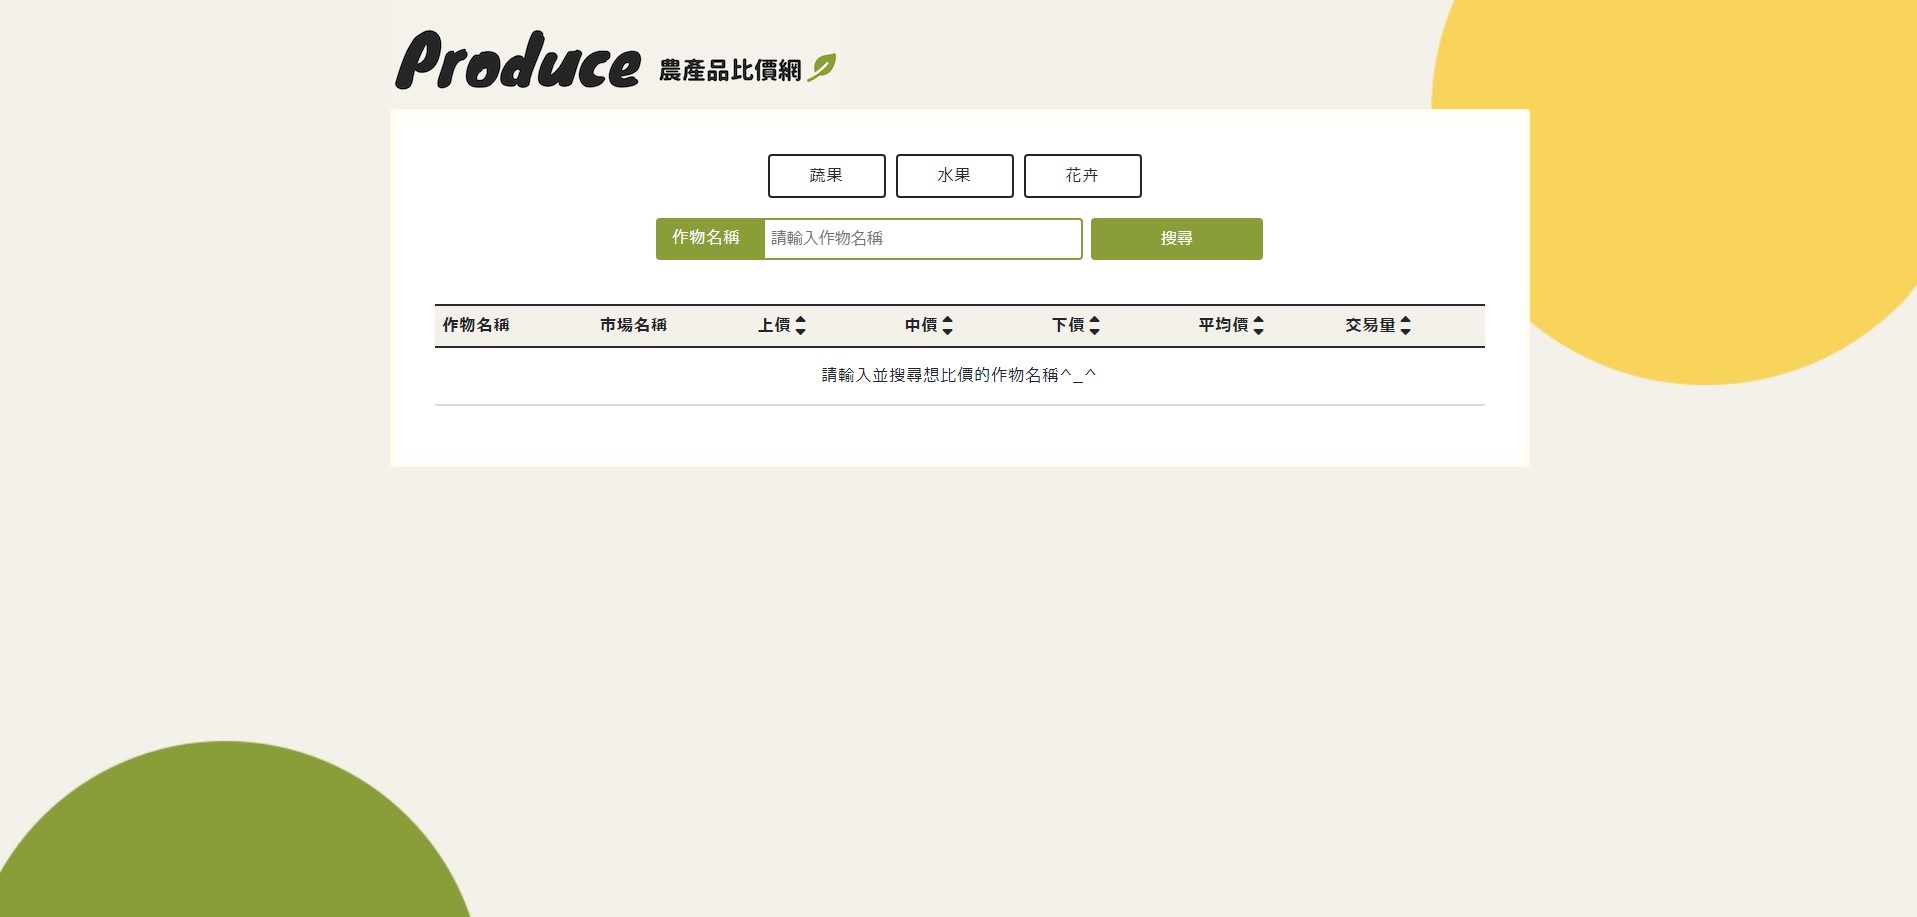 Produce 農產品比價網
蔬果 水果 花卉
作物名稱 請輸入作物名稱 搜尋
作物名稱 市場名稱 上價 中價 下價 平均價 交易量
請輸入並搜尋想比價的作物名稱^_^